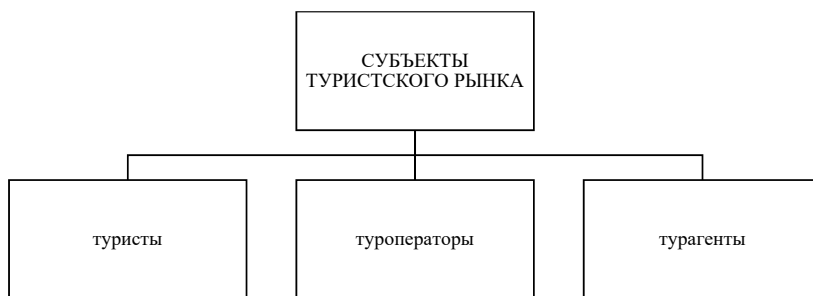 СУБЪЕКТЫ
ТУРИСТСКОГО РЫНКА
туристы
туроператоры
турагенты